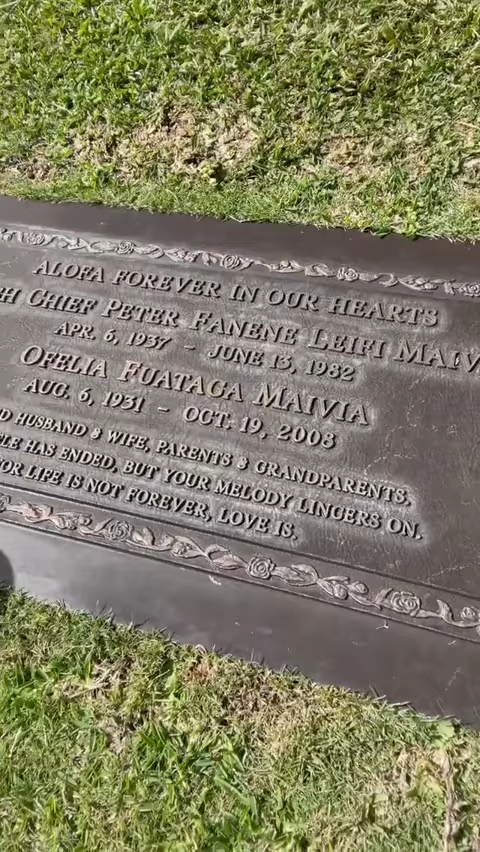 ALOFA FOREVER IN OUR HEARTS
CHIEF PETER FANENE LEIFI
APR. 6, 1937 - JUNE 13, 1982
OFELIA FUATAGA MAIVIA
AUG. 6, 1931 - OCT. 19, 2008
HUSBAND & WIFE, PARENTS & GRANDPARENTS.
HAS ENDED, BUT YOUR MELODY LINGERS ON.
FOR LIFE IS NOT FOREVER, LOVE IS.